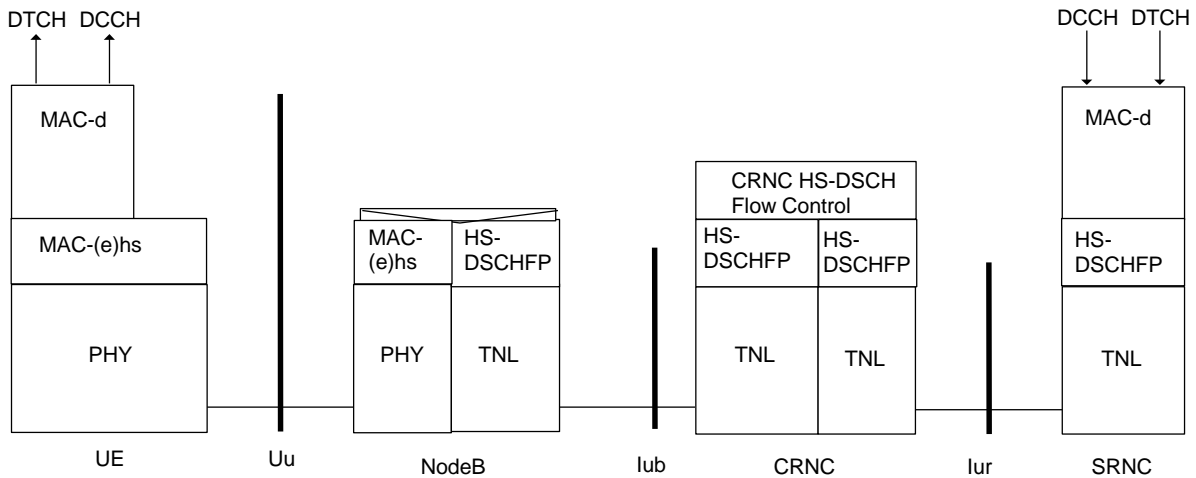 DTCH DCCH
DCCH DTCH
MAC-d
MAC-d
CRNC HS-DSCH
Flow Control
MAC-(e)hs
MAC-
(e)hs
HS-
DSCHFP
HS-
DSCHFP
HS-
DSCHFP
HS-
DSCHFP
PHY
PHY
TNL
TNL
TNL
TNL
UE
Uu
NodeB
Iub
CRNC
Iur
SRNC